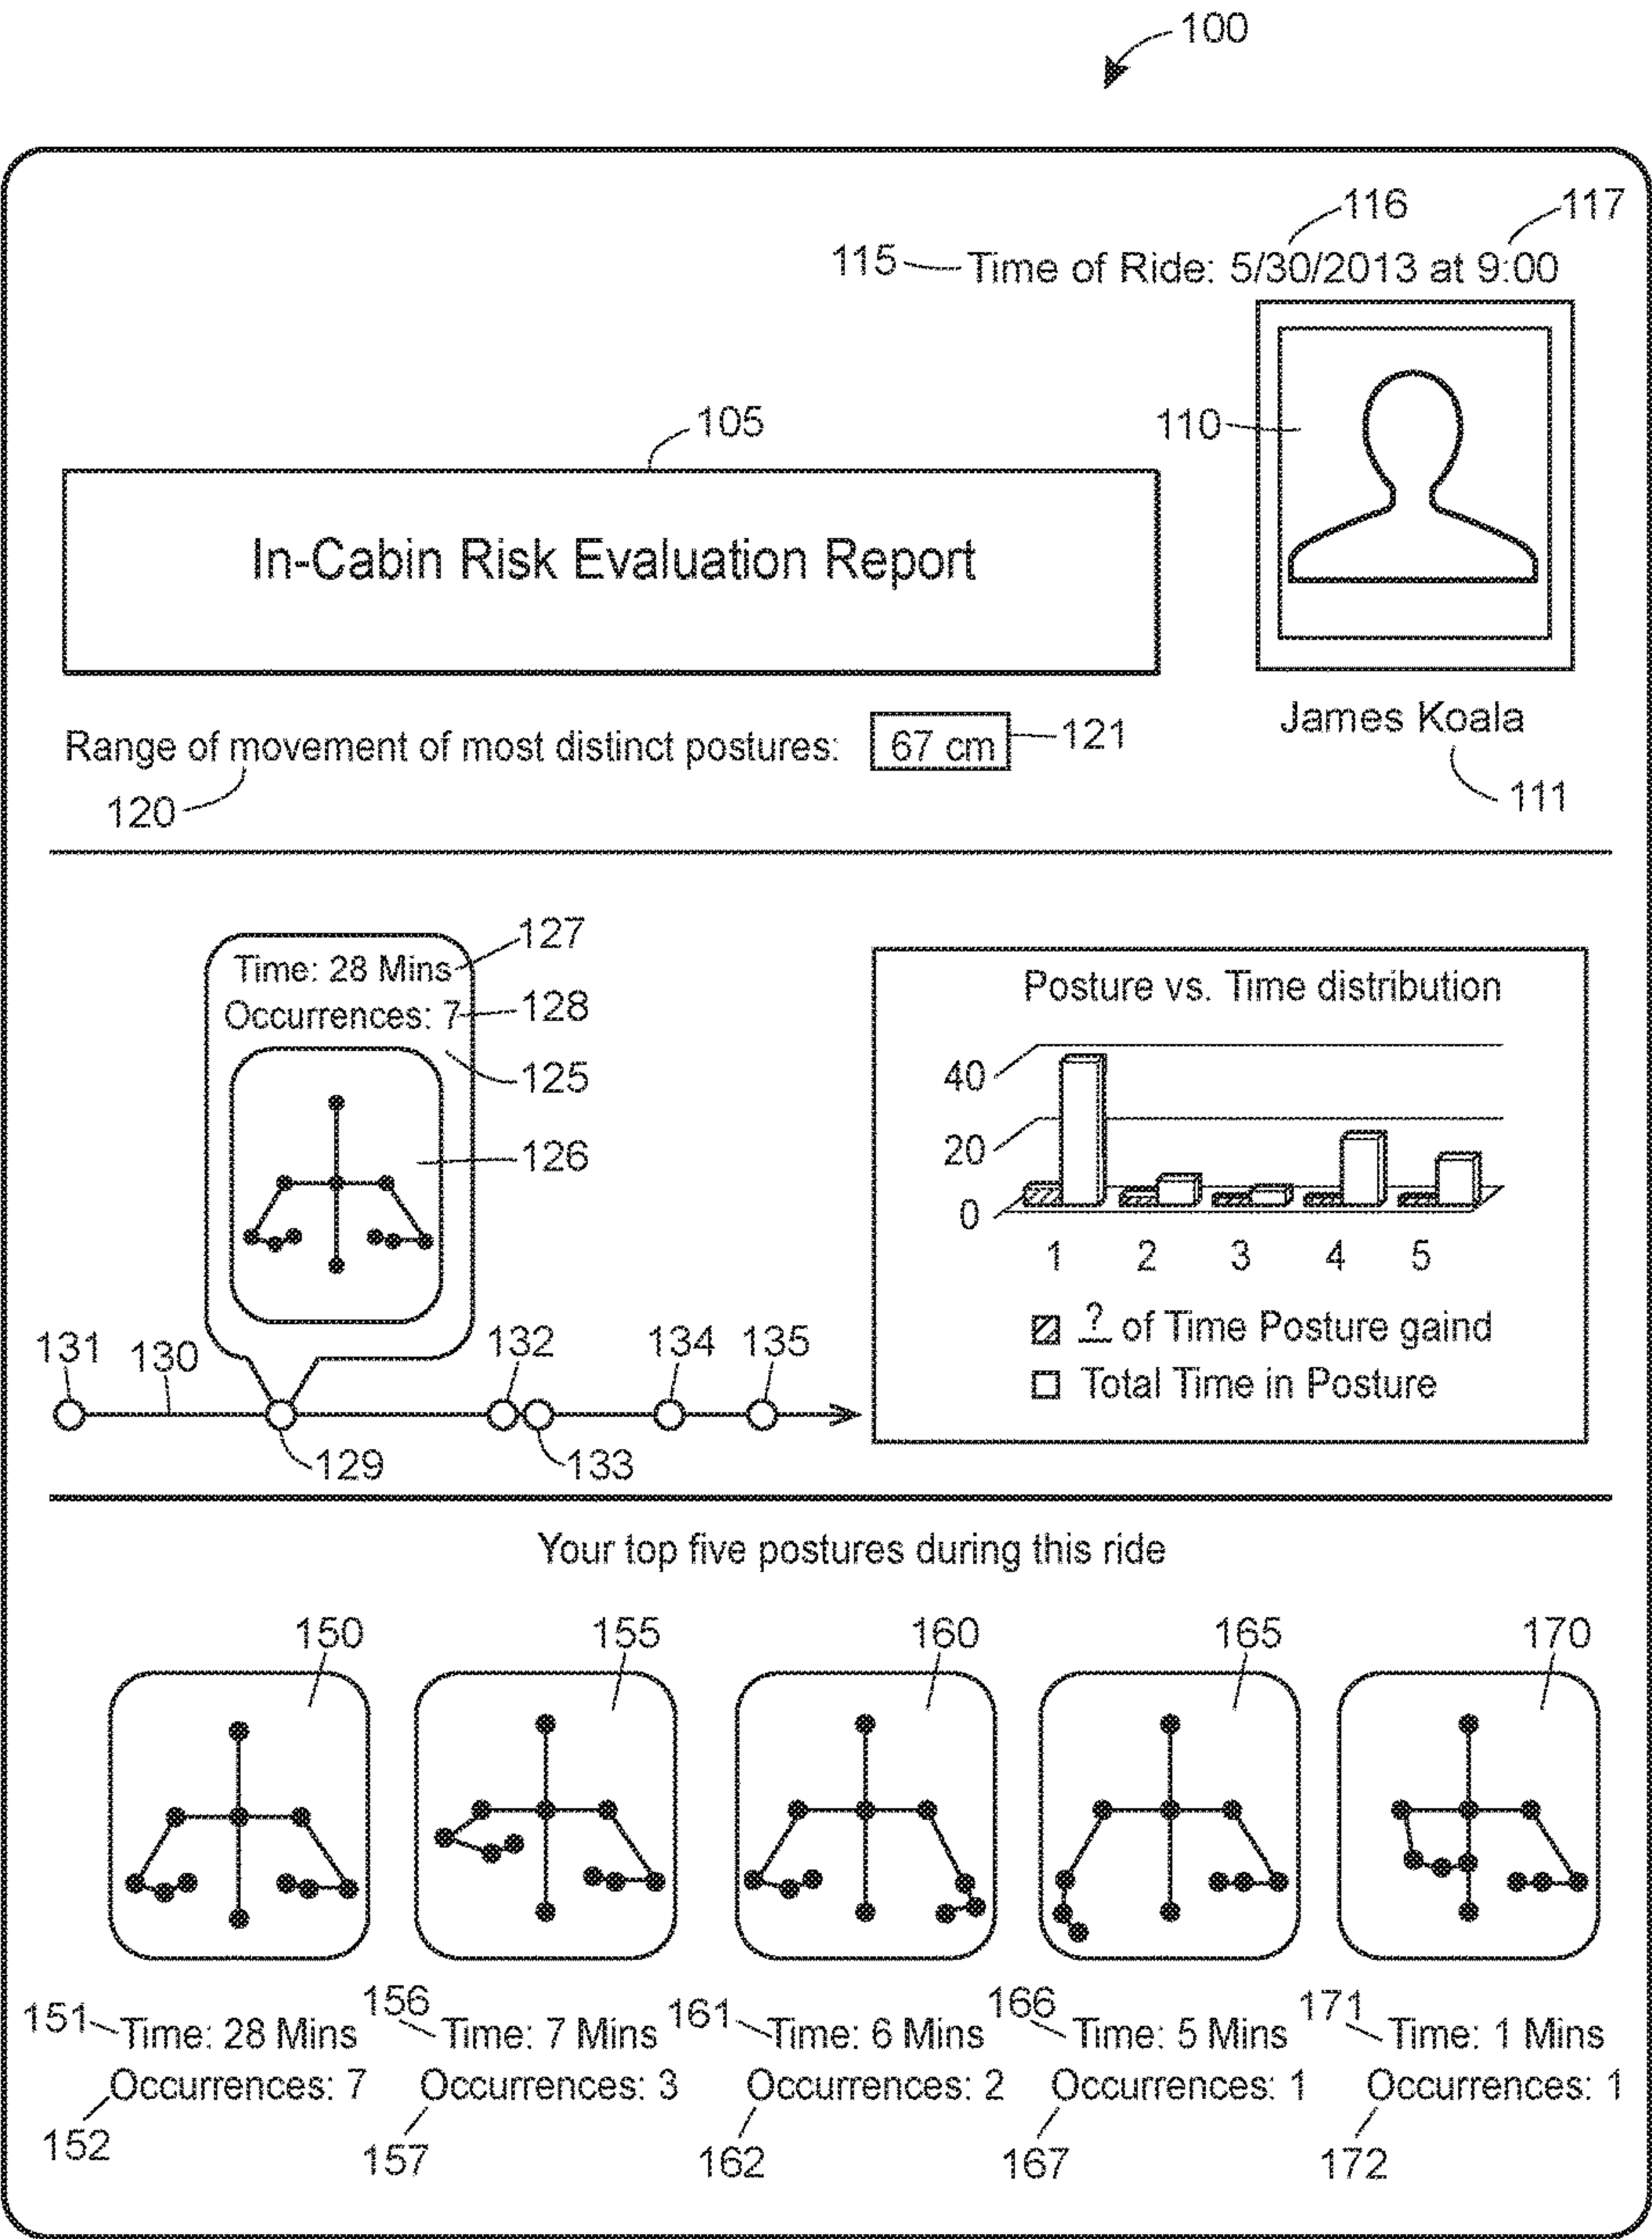 100
116
117
115
Time of Ride: 5/30/2013 at 9:00
105
110
In-Cabin Risk Evaluation Report
James Koala
111
Range of movement of most distinct postures:
67 cm
121
120
127
Time: 28 Mins
Occurrences: 7
128
125
126
131
130
132
134
135
129
133
Posture vs. Time distribution
40
20
0
1 2 3 4 5
? of Time Posture gaind
Total Time in Posture
Your top five postures during this ride
150 155 160 165 170
151 Time: 28 Mins
Occurrences: 7
152
156 Time: 7 Mins
Occurrences: 3
157
161 Time: 6 Mins
Occurrences: 2
162
166 Time: 5 Mins
Occurrences: 1
167
171 Time: 1 Mins
Occurrences: 1
172